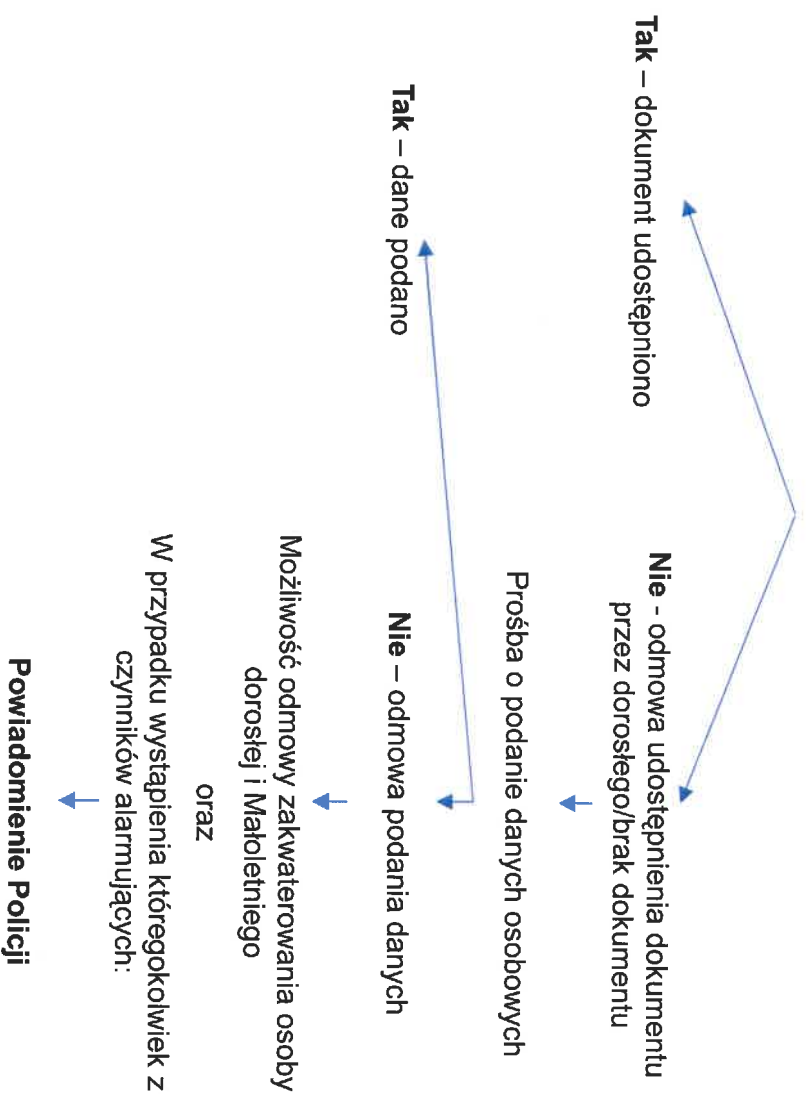 Tak – dokument udostępniono
Nie - odmowa udostępnienia dokumentu
przez dorosłego/brak dokumentu
Prośba o podanie danych osobowych
Tak – dane podano
Nie – odmowa podania danych
Możliwość odmowy zakwaterowania osoby
dorosłej i Małoletniego
oraz
W przypadku wystąpienia któregokolwiek z
czynników alarmujących:
Powiadomienie Policji